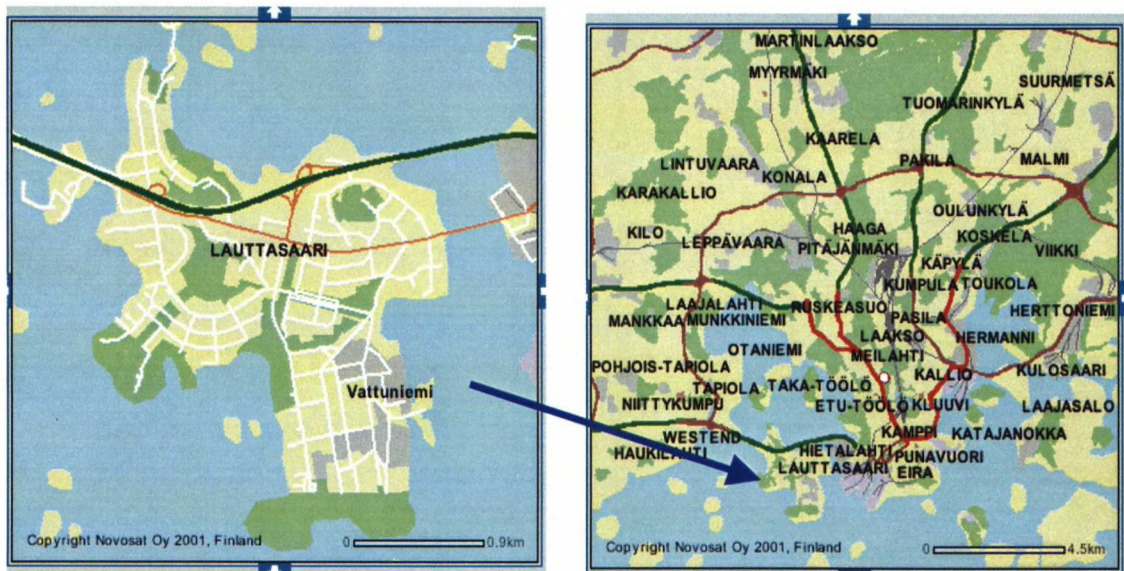 LAUTTASAARI
Vattuniemi
Copyright Novosat Oy 2001, Finland
0 0.9km
MARTINLAAKSO
MYYRMÄKI
SUURMETSÄ
TUOMARINKYLÄ
KAARELA
PAKILA
MALMI
LINTUVAARA
KONALA
KARAKALLIO
OULUNKYLÄ
HAAGA
KOSKELA
KILO
LEPPÄVAARA
PITÄJÄNMÄKI
VIIKKI
KÄPYLÄ
KUMPULA
TOUKOLA
LAAJALAHTI
RUSKEASUO
HERTTONIEMI
MANKKAA
MUNKKINIEMI
PASILA
LAAKSO
HERMANNI
OTANIEMI
MEILAHTI
POHJOIS-TAPIOLA
KALLIO
KULOSAARI
TAPIOLA
TAKA-TÖÖLÖ
NIITTYKUMPU
ETU-TÖÖLÖ
KLUUVI
LAAJASALO
WESTEND
KAMPPI
KATAJANOKKA
HAUKILAHTI
HIETALAHTI
PUNAVUORI
LAUTTASAARI
EIRA
Copyright Novosat Oy 2001, Finland
0 4.5km